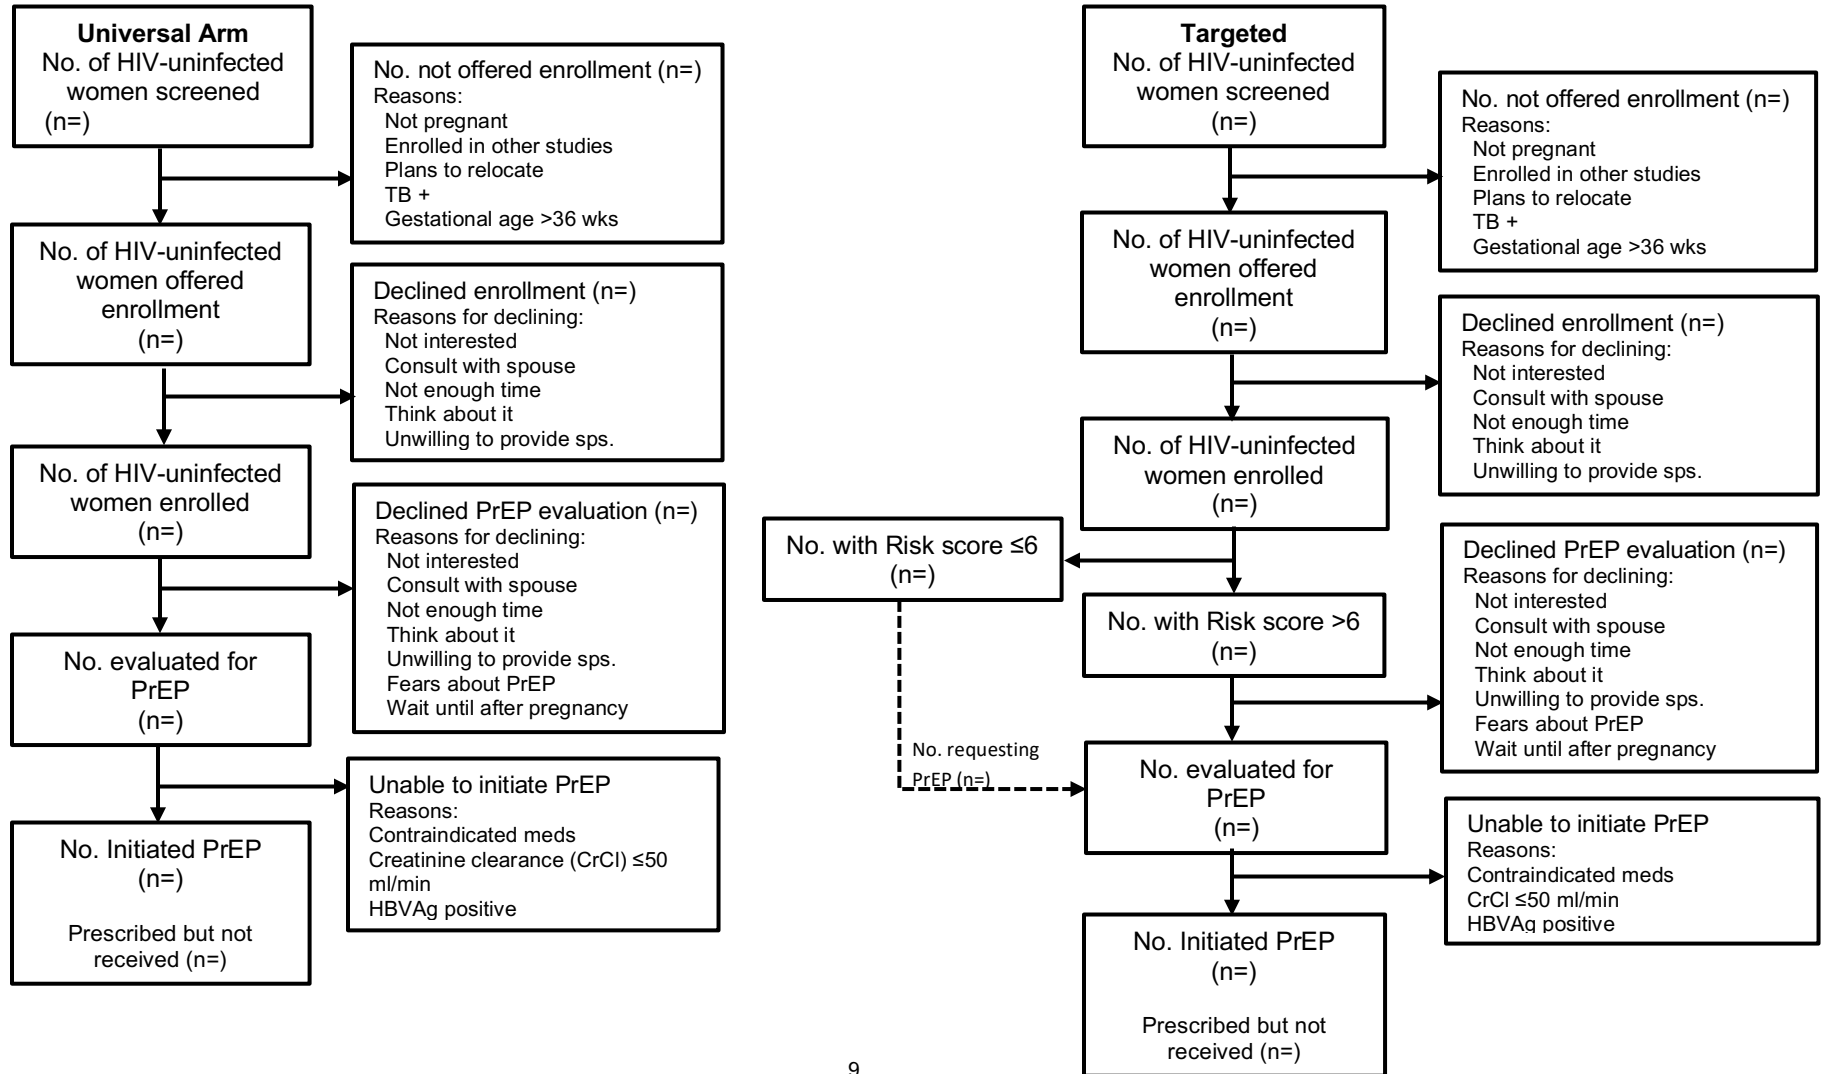 Universal Arm
No. of HIV-uninfected
women screened
(n=)
No. not offered enrollment (n=)
Reasons:
Not pregnant
Enrolled in other studies
Plans to relocate
TB +
Gestational age >36 wks
No. of HIV-uninfected
women offered
enrollment
(n=)
Declined enrollment (n=)
Reasons for declining:
Not interested
Consult with spouse
Not enough time
Think about it
Unwilling to provide sps.
No. of HIV-uninfected
women enrolled
(n=)
Declined PrEP evaluation (n=)
Reasons for declining:
Not interested
Consult with spouse
Not enough time
Think about it
Unwilling to provide sps.
Fears about PrEP
Wait until after pregnancy
No. evaluated for
PrEP
(n=)
Unable to initiate PrEP
Reasons:
Contraindicated meds
Creatinine clearance (CrCl) ≤50
ml/min
HBVAg positive
No. Initiated PrEP
(n=)
Prescribed but not
received (n=)
Targeted
No. of HIV-uninfected
women screened
(n=)
No. not offered enrollment (n=)
Reasons:
Not pregnant
Enrolled in other studies
Plans to relocate
TB +
Gestational age >36 wks
No. of HIV-uninfected
women offered
enrollment
(n=)
Declined enrollment (n=)
Reasons for declining:
Not interested
Consult with spouse
Not enough time
Think about it
Unwilling to provide sps.
No. of HIV-uninfected
women enrolled
(n=)
No. with Risk score ≤6
(n=)
No. with Risk score >6
(n=)
Declined PrEP evaluation (n=)
Reasons for declining:
Not interested
Consult with spouse
Not enough time
Think about it
Unwilling to provide sps.
Fears about PrEP
Wait until after pregnancy
No. requesting
PrEP (n=)
No. evaluated for
PrEP
(n=)
Unable to initiate PrEP
Reasons:
Contraindicated meds
CrCl ≤50 ml/min
HBVAg positive
No. Initiated PrEP
(n=)
Prescribed but not
received (n=)
9